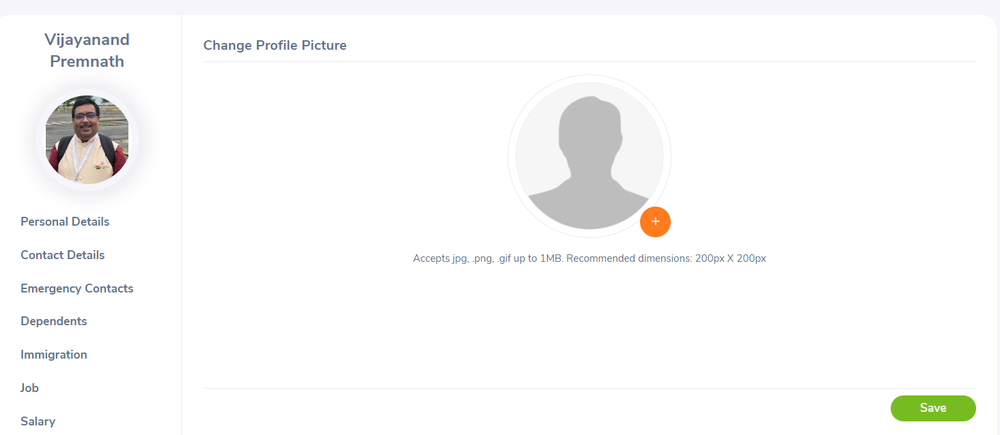 Vijayanand
Premnath
Personal Details
Contact Details
Emergency Contacts
Dependents
Immigration
Job
Salary
Change Profile Picture
+
Accepts jpg, .png, .gif up to 1MB. Recommended dimensions: 200px X 200px
Save